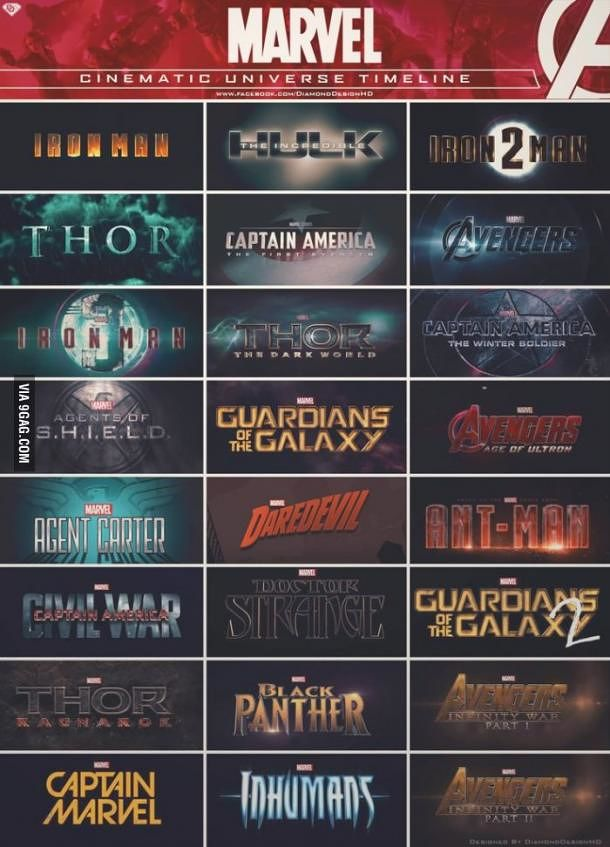 MARVEL
CINEMATIC UNIVERSE TIMELINE
www.facebook.com/DiamondDesignHD
IRON MAN
HULK
THE INCREDIBLE
IRON 2 MAN
THOR
CAPTAIN AMERICA
THE FIRST AVENGER
MARVEL
AVENGERS
IRON MAN
3
MARVEL
THOR
THE DARK WORLD
MARVEL
CAPTAIN AMERICA
THE WINTER SOLDIER
VIA 9GAG.COM
MARVEL
AGENTS OF
S.H.I.E.L.D.
MARVEL
GUARDIANS
OF THE GALAXY
MARVEL
AVENGERS
AGE OF ULTRON
MARVEL
AGENT CARTER
MARVEL
DAREDEVIL
MARVEL
ANT-MAN
MARVEL
CIVIL WAR
CAPTAIN AMERICA
MARVEL
DOCTOR
STRANGE
MARVEL
GUARDIANS
OF THE GALAXY
2
MARVEL
THOR
RAGNAROK
MARVEL
BLACK
PANTHER
MARVEL
AVENGERS
INFINITY WAR
PART I
MARVEL
CAPTAIN
MARVEL
MARVEL
INHUMANS
MARVEL
AVENGERS
INFINITY WAR
PART II
Designed By DiamondDesignHD